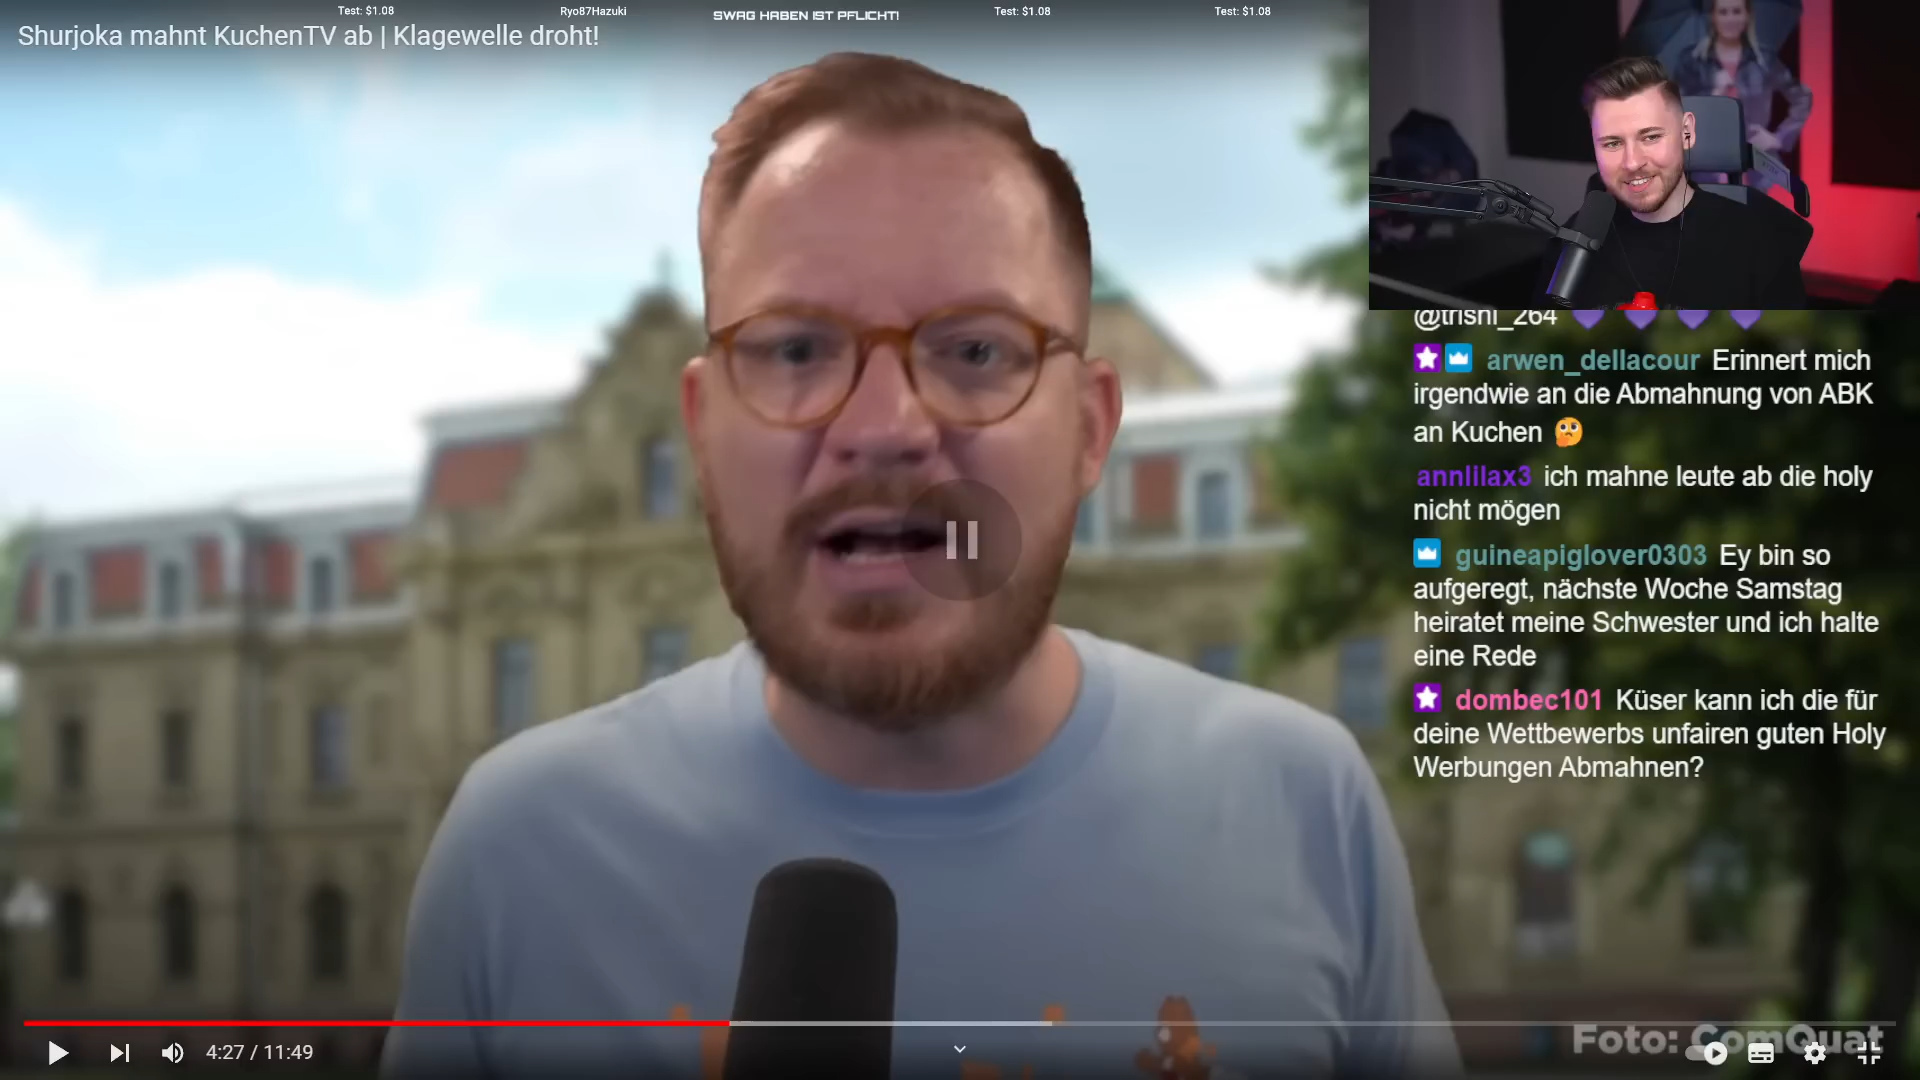 Test: $1.08
Ryo87Hazuki
SWAG HABEN IST PFLICHT!
Test: $1.08
Test: $1.08
Shurjoka mahnt KuchenTV ab | Klagewelle droht!
@trishi_264
arwen_dellacour Erinnert mich
irgendwie an die Abmahnung von ABK
an Kuchen 🤔
annlilax3 ich mahne leute ab die holy
nicht mögen
guineapiglover0303 Ey bin so
aufgeregt, nächste Woche Samstag
heiratet meine Schwester und ich halte
eine Rede
dombec101 Küser kann ich die für
deine Wettbewerbs unfairen guten Holy
Werbungen Abmahnen?
Foto: ComQuat
4:27 / 11:49